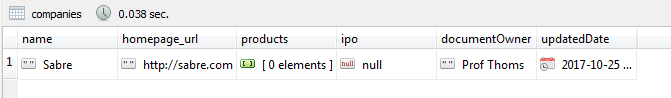 companies 0.038 sec.
name homepage_url products ipo documentOwner updatedDate
1 "" Sabre "" http://sabre.com [ 0 elements ] null null "" Prof Thoms 2017-10-25 ...